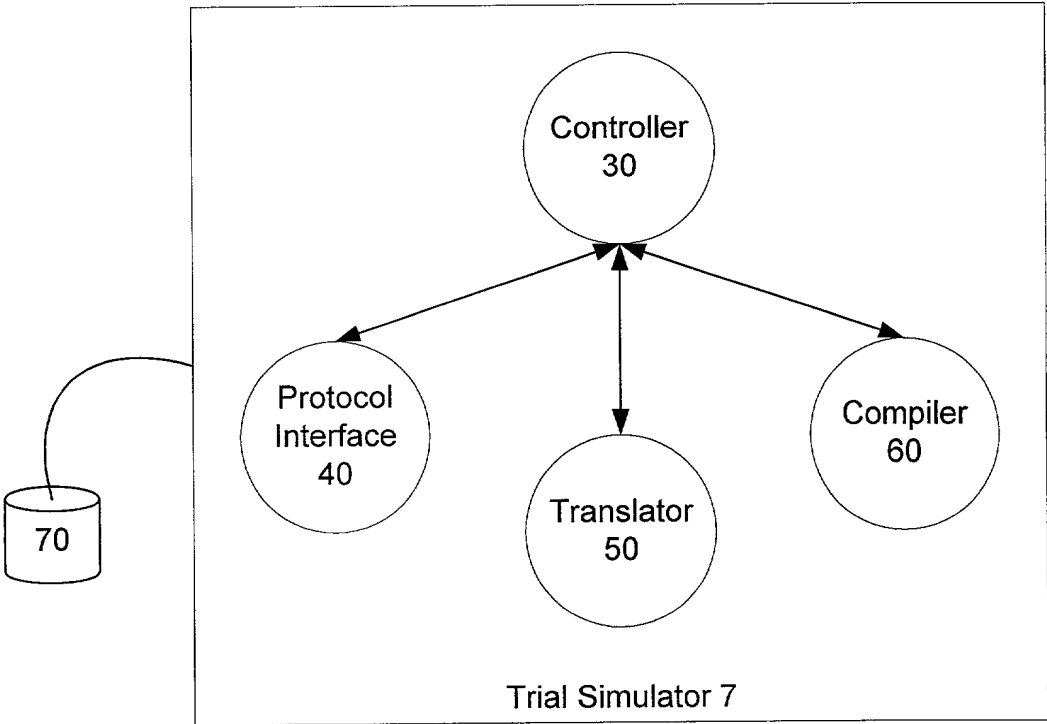 Controller
30
Protocol
Interface
40
Compiler
60
Translator
50
70
Trial Simulator 7